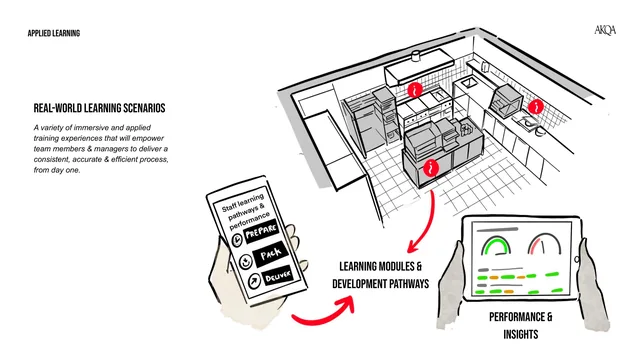 APPLIED LEARNING
AKQA
REAL-WORLD LEARNING SCENARIOS
A variety of immersive and applied
training experiences that will empower
team members & managers to deliver a
consistent, accurate & efficient process,
from day one.
Staff learning
pathways &
performance
PREPARE
PACK
DELIVER
LEARNING MODULES &
DEVELOPMENT PATHWAYS
PERFORMANCE &
INSIGHTS